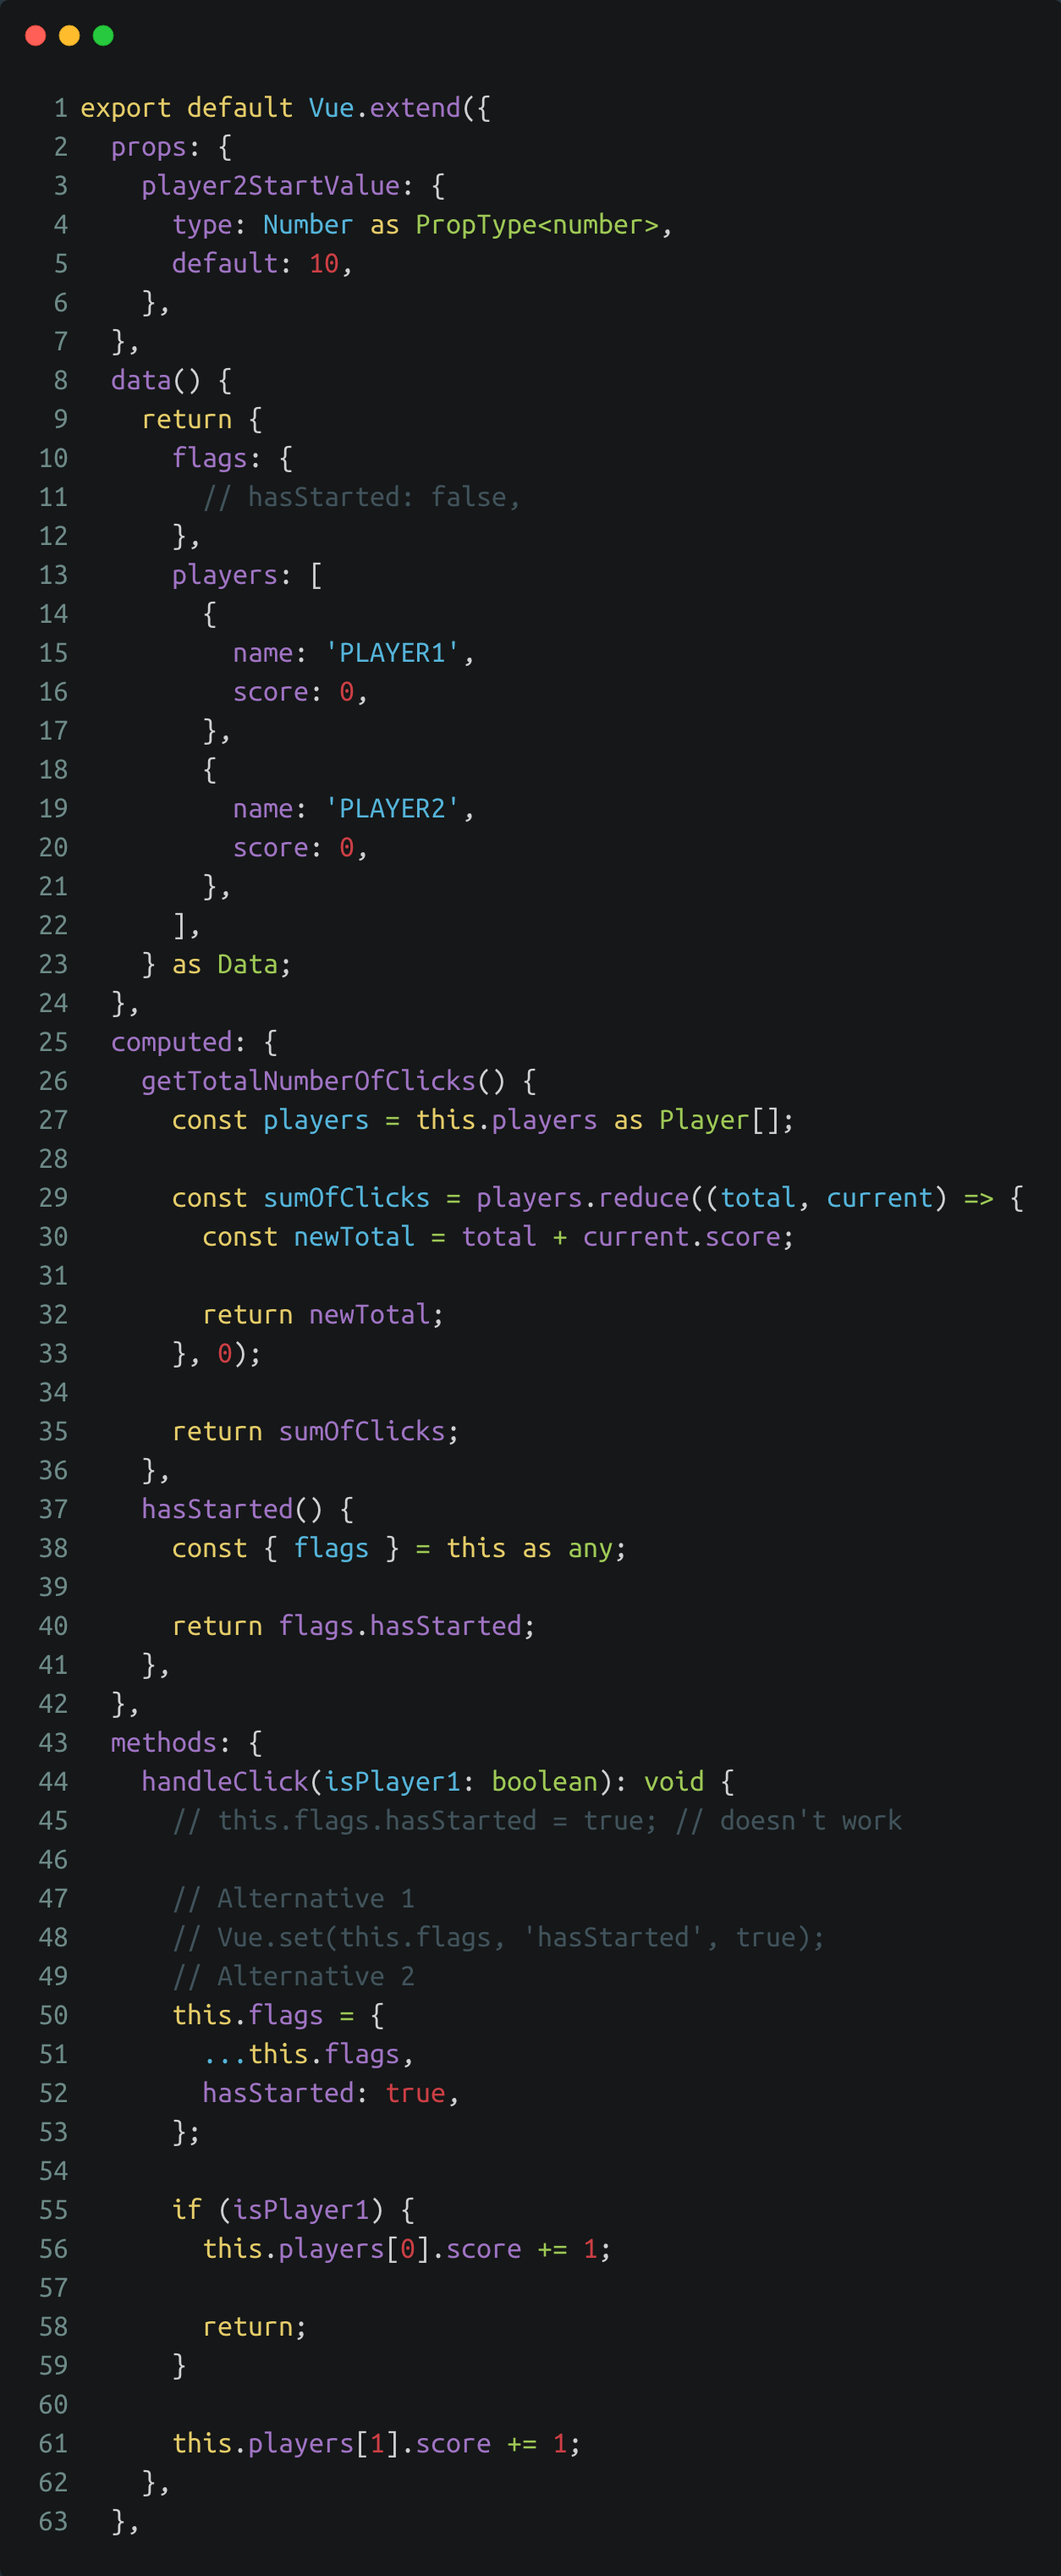 1 export default Vue.extend({
2   props: {
3     player2StartValue: {
4       type: Number as PropType<number>,
5       default: 10,
6     },
7   },
8   data() {
9     return {
10       flags: {
11         // hasStarted: false,
12       },
13       players: [
14         {
15           name: 'PLAYER1',
16           score: 0,
17         },
18         {
19           name: 'PLAYER2',
20           score: 0,
21         },
22       ],
23     } as Data;
24   },
25   computed: {
26     getTotalNumberOfClicks() {
27       const players = this.players as Player[];
28
29       const sumOfClicks = players.reduce((total, current) => {
30         const newTotal = total + current.score;
31
32         return newTotal;
33       }, 0);
34
35       return sumOfClicks;
36     },
37     hasStarted() {
38       const { flags } = this as any;
39
40       return flags.hasStarted;
41     },
42   },
43   methods: {
44     handleClick(isPlayer1: boolean): void {
45       // this.flags.hasStarted = true; // doesn't work
46
47       // Alternative 1
48       // Vue.set(this.flags, 'hasStarted', true);
49       // Alternative 2
50       this.flags = {
51         ...this.flags,
52         hasStarted: true,
53       };
54
55       if (isPlayer1) {
56         this.players[0].score += 1;
57
58         return;
59       }
60
61       this.players[1].score += 1;
62     },
63   },